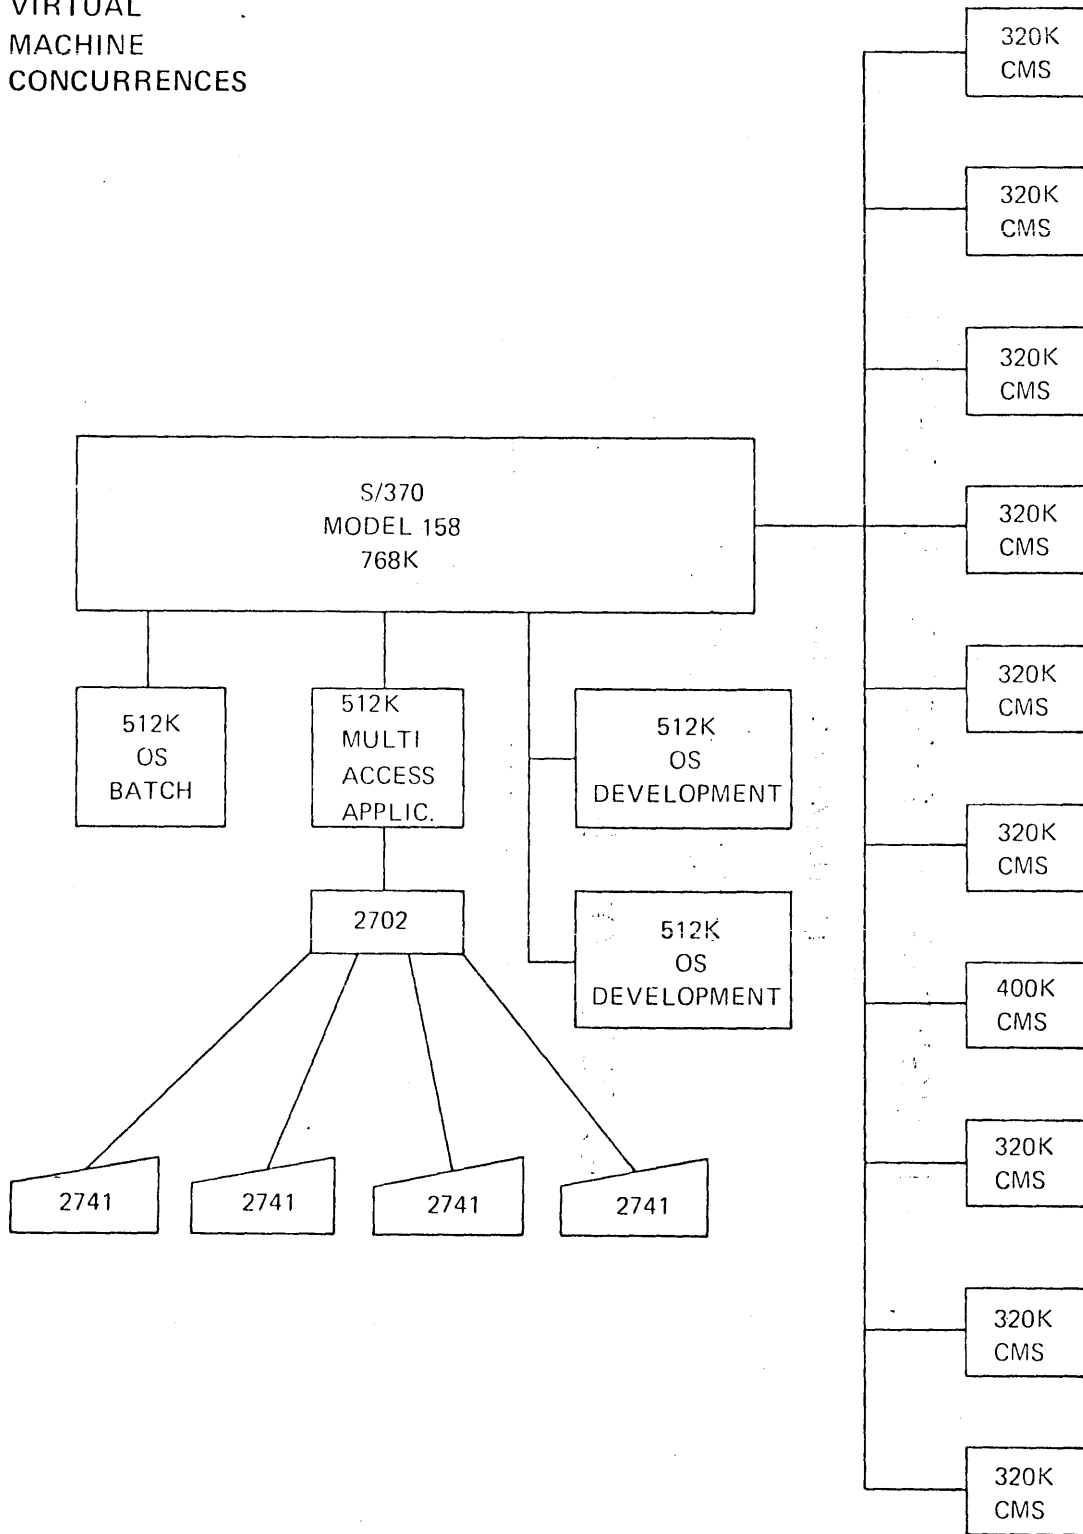 VIRTUAL
MACHINE
CONCURRENCES
320K
CMS
320K
CMS
320K
CMS
S/370
MODEL 158
768K
320K
CMS
512K
OS
BATCH
512K
MULTI
ACCESS
APPLIC.
512K
OS
DEVELOPMENT
320K
CMS
320K
CMS
2702
512K
OS
DEVELOPMENT
400K
CMS
320K
CMS
2741
2741
2741
2741
320K
CMS
320K
CMS